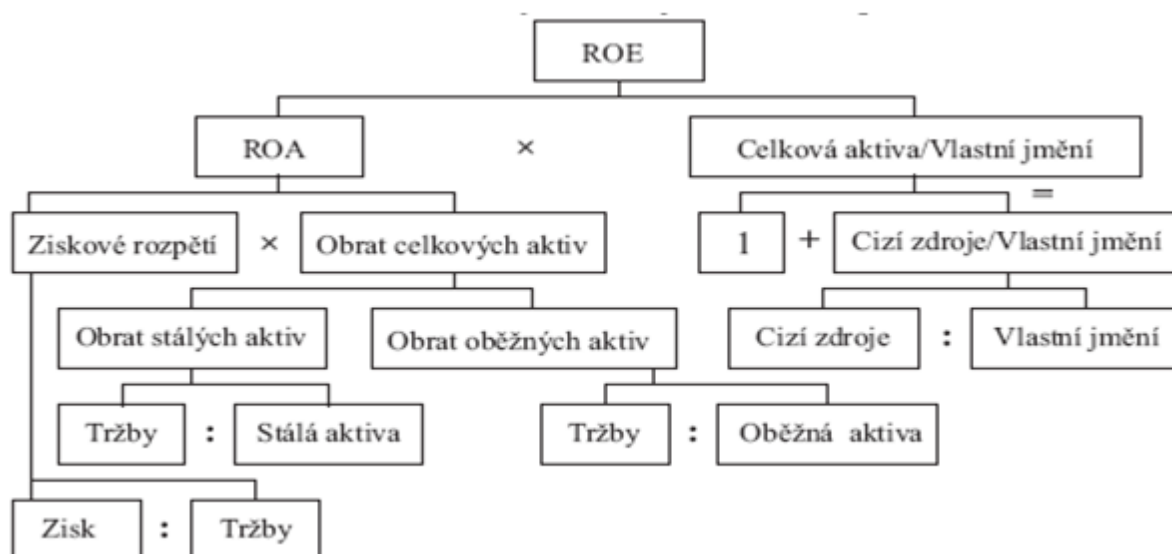 ROE
ROA × Celková aktiva/Vlastní jmění
=
Ziskové rozpětí × Obrat celkových aktiv 1 + Cizí zdroje/Vlastní jmění
Obrat stálých aktiv Obrat oběžných aktiv Cizí zdroje : Vlastní jmění
Tržby : Stálá aktiva Tržby : Oběžná aktiva
Zisk : Tržby